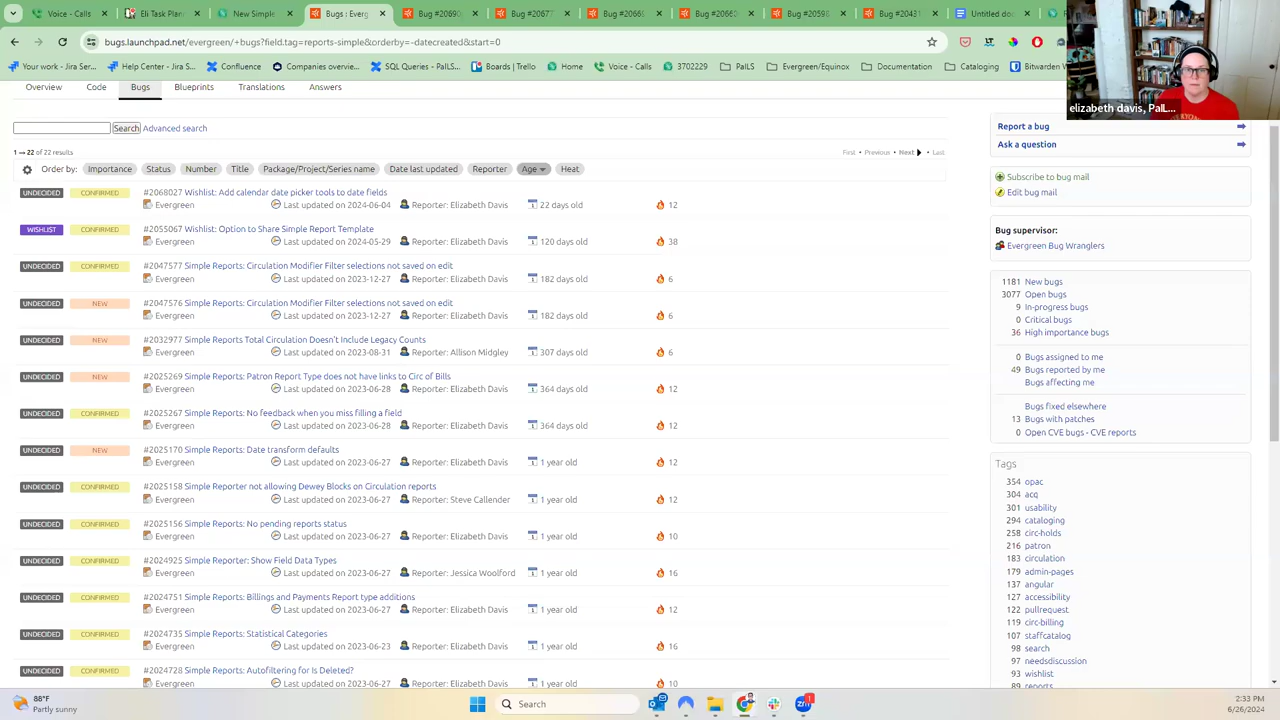 Eli Task Plan
Bug #20690
Bug #20677
Bug #20669
Bug #20660
Bug #20598
Bug #20431
Untitled doc
bugs.launchpad.net/evergreen/+bugs?field.tag=reports-simple&orderby=-datecreated&start=0
Your work - Jira Ser...
Help Center - Jira Se...
Confluence
Companies overvie...
SQL Queries - PalLS...
Boards | Trello
Home
Voice - Calls
3702229
PaILS
Evergreen/Equinox
Documentation
Cataloging
Bitwarden
elizabeth davis, PaIL...
Overview Code Bugs Blueprints Translations Answers
Search Advanced search
1 → 22 of 22 results
First • Previous • Next • Last
Order by: Importance Status Number Title Package/Project/Series name Date last updated Reporter Age Heat
UNDECIDED CONFIRMED #2068027 Wishlist: Add calendar date picker tools to date fields
Evergreen Last updated on 2024-06-04 Reporter: Elizabeth Davis 22 days old 12
WISHLIST CONFIRMED #2055067 Wishlist: Option to Share Simple Report Template
Evergreen Last updated on 2024-05-29 Reporter: Elizabeth Davis 120 days old 38
UNDECIDED CONFIRMED #2047577 Simple Reports: Circulation Modifier Filter selections not saved on edit
Evergreen Last updated on 2023-12-27 Reporter: Elizabeth Davis 182 days old 6
UNDECIDED NEW #2047576 Simple Reports: Circulation Modifier Filter selections not saved on edit
Evergreen Last updated on 2023-12-27 Reporter: Elizabeth Davis 182 days old 6
UNDECIDED NEW #2032977 Simple Reports Total Circulation Doesn't Include Legacy Counts
Evergreen Last updated on 2023-08-31 Reporter: Allison Midgley 307 days old 6
UNDECIDED NEW #2025269 Simple Reports: Patron Report Type does not have links to Circ of Bills
Evergreen Last updated on 2023-06-28 Reporter: Elizabeth Davis 364 days old 12
UNDECIDED CONFIRMED #2025267 Simple Reports: No feedback when you miss filling a field
Evergreen Last updated on 2023-06-28 Reporter: Elizabeth Davis 364 days old 12
UNDECIDED NEW #2025170 Simple Reports: Date transform defaults
Evergreen Last updated on 2023-06-27 Reporter: Elizabeth Davis 1 year old 12
UNDECIDED CONFIRMED #2025158 Simple Reporter not allowing Dewey Blocks on Circulation reports
Evergreen Last updated on 2023-06-27 Reporter: Steve Callender 1 year old 12
UNDECIDED CONFIRMED #2025156 Simple Reports: No pending reports status
Evergreen Last updated on 2023-06-27 Reporter: Elizabeth Davis 1 year old 10
UNDECIDED CONFIRMED #2024925 Simple Reporter: Show Field Data Types
Evergreen Last updated on 2023-06-27 Reporter: Jessica Woolford 1 year old 16
UNDECIDED CONFIRMED #2024751 Simple Reports: Billings and Payments Report type additions
Evergreen Last updated on 2023-06-27 Reporter: Elizabeth Davis 1 year old 12
UNDECIDED CONFIRMED #2024735 Simple Reports: Statistical Categories
Evergreen Last updated on 2023-06-23 Reporter: Elizabeth Davis 1 year old 16
UNDECIDED CONFIRMED #2024728 Simple Reports: Autofiltering for Is Deleted?
Evergreen Last updated on 2023-06-27 Reporter: Elizabeth Davis 1 year old 10
Report a bug
Ask a question
Subscribe to bug mail
Edit bug mail
Bug supervisor:
Evergreen Bug Wranglers
1181 New bugs
3077 Open bugs
9 In-progress bugs
0 Critical bugs
36 High importance bugs
0 Bugs assigned to me
49 Bugs reported by me
Bugs affecting me
Bugs fixed elsewhere
13 Bugs with patches
0 Open CVE bugs - CVE reports
Tags
354 opac
304 acq
301 usability
294 cataloging
258 circ-holds
216 patron
183 circulation
179 admin-pages
137 angular
127 accessibility
122 pullrequest
119 circ-billing
107 staffcatalog
98 search
97 needsdiscussion
93 wishlist
89 reports
88°F
Partly sunny
Search
2:33 PM
6/26/2024